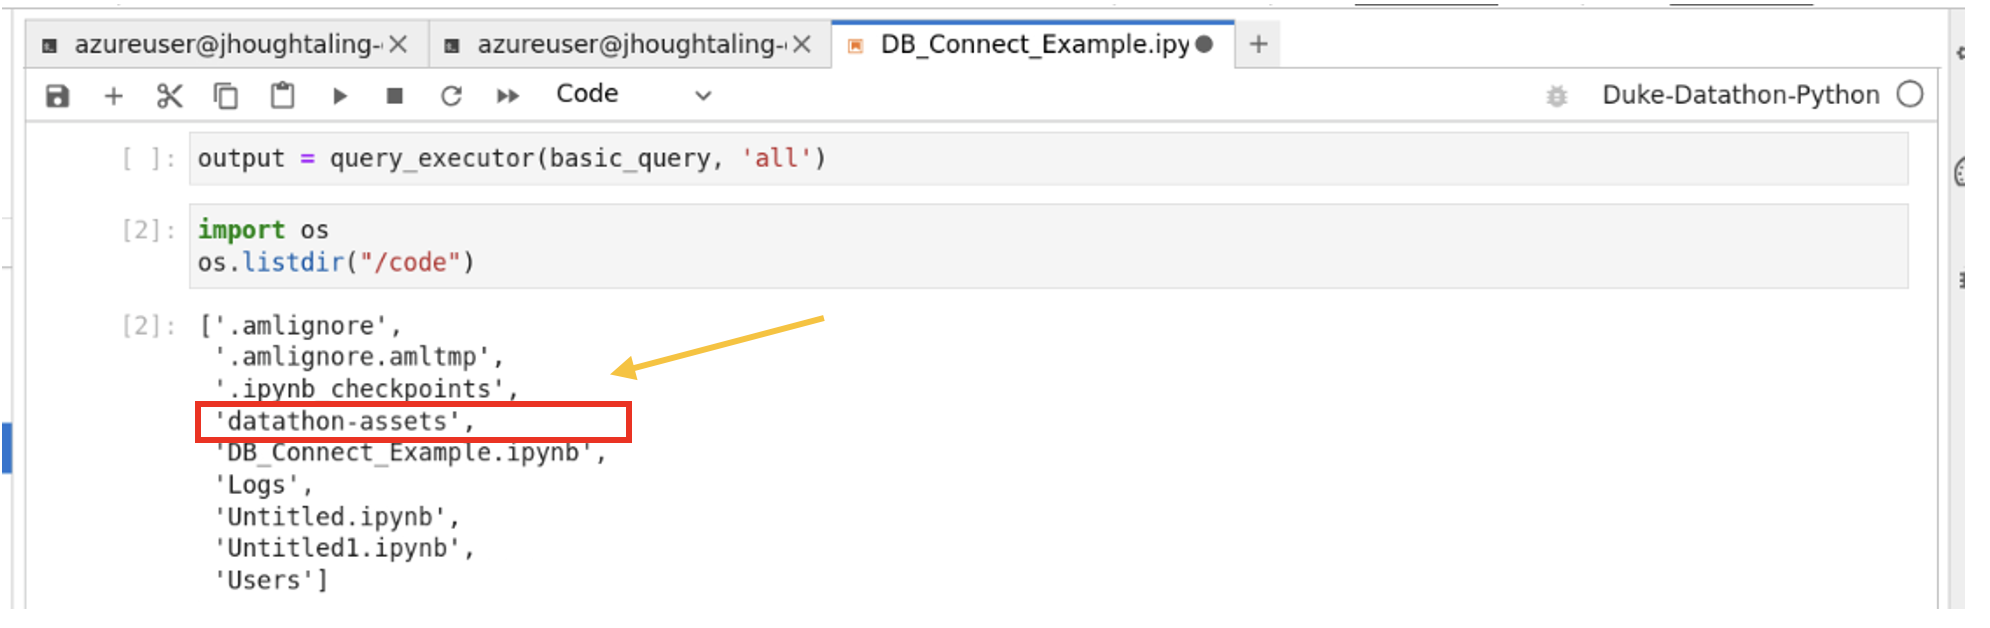 azureuser@jhoughtaling-
azureuser@jhoughtaling-
DB_Connect_Example.ipy
Code
Duke-Datathon-Python
[ ]: output = query_executor(basic_query, 'all')
[2]: import os
os.listdir("/code")
[2]: ['.amlignore',
'.amlignore.amltmp',
'.ipynb_checkpoints',
'datathon-assets',
'DB_Connect_Example.ipynb',
'Logs',
'Untitled.ipynb',
'Untitled1.ipynb',
'Users']